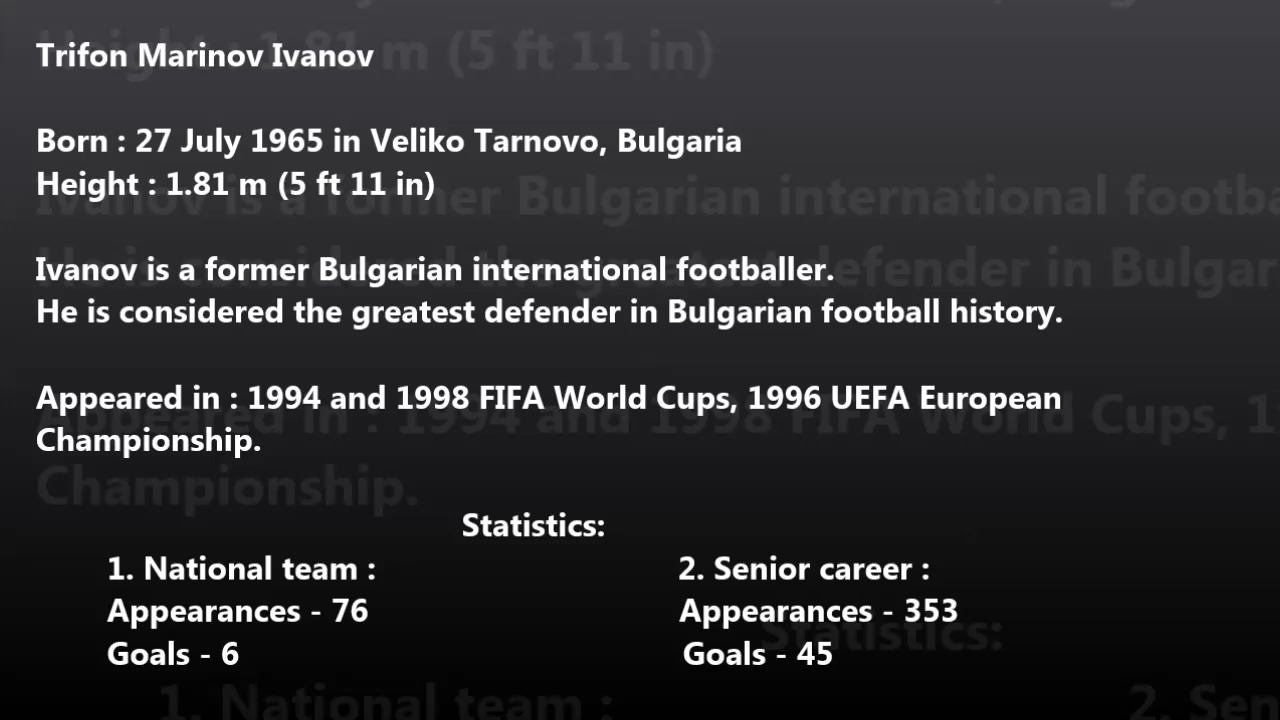 Trifon Marinov Ivanov
Born : 27 July 1965 in Veliko Tarnovo, Bulgaria
Height : 1.81 m (5 ft 11 in)
Ivanov is a former Bulgarian international footballer.
He is considered the greatest defender in Bulgarian football history.
Appeared in : 1994 and 1998 FIFA World Cups, 1996 UEFA European
Championship.
Statistics:
1. National team :
2. Senior career :
Appearances - 76
Appearances - 353
Goals - 6
Goals - 45